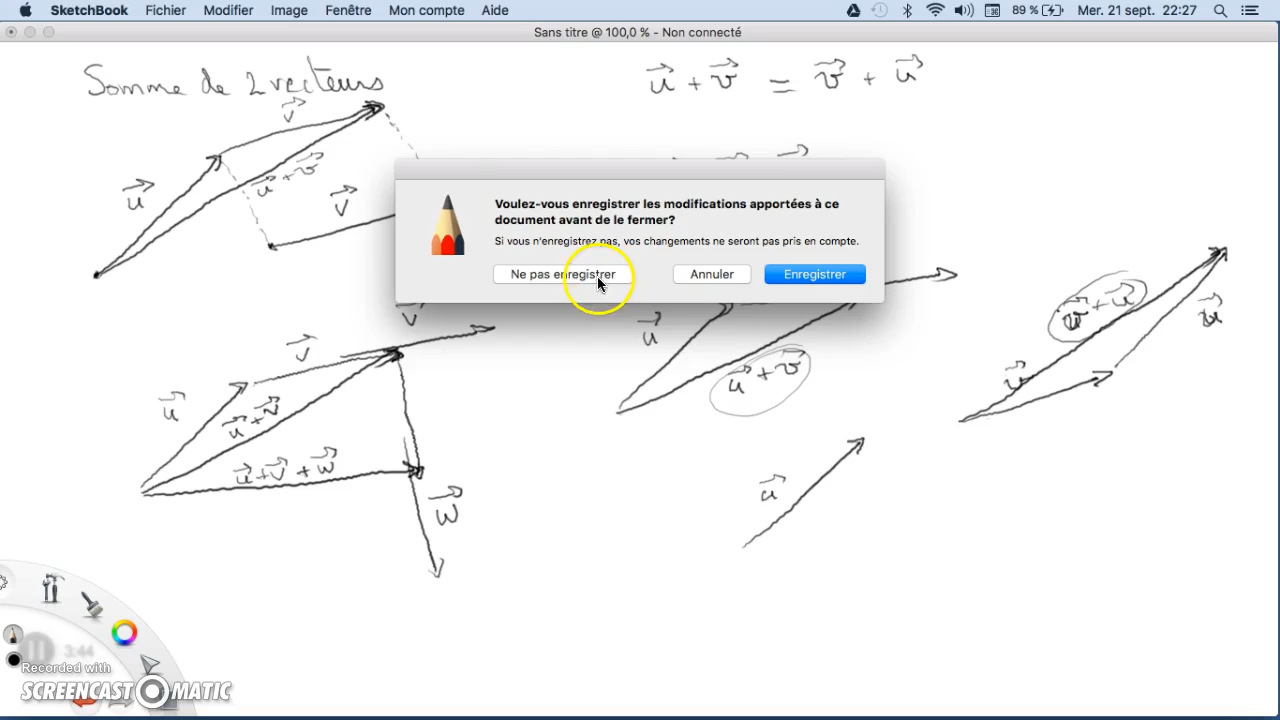 SketchBook Fichier Modifier Image Fenêtre Mon compte Aide 89 % Mer. 21 sept. 22:27
Sans titre @ 100,0 % - Non connecté
Somme de 2 vecteurs
u⃗ + v⃗ = v⃗ + u⃗
v⃗
u⃗
u⃗ + v⃗
v⃗
Voulez-vous enregistrer les modifications apportées à ce
document avant de le fermer?
Si vous n'enregistrez pas, vos changements ne seront pas pris en compte.
Ne pas enregistrer Annuler Enregistrer
v⃗
v⃗
u⃗
u⃗ + v⃗
u⃗ + v⃗ + w⃗
w⃗
u⃗
u⃗ + v⃗
u⃗
3:44
Recorded with
SCREENCAST MATIC